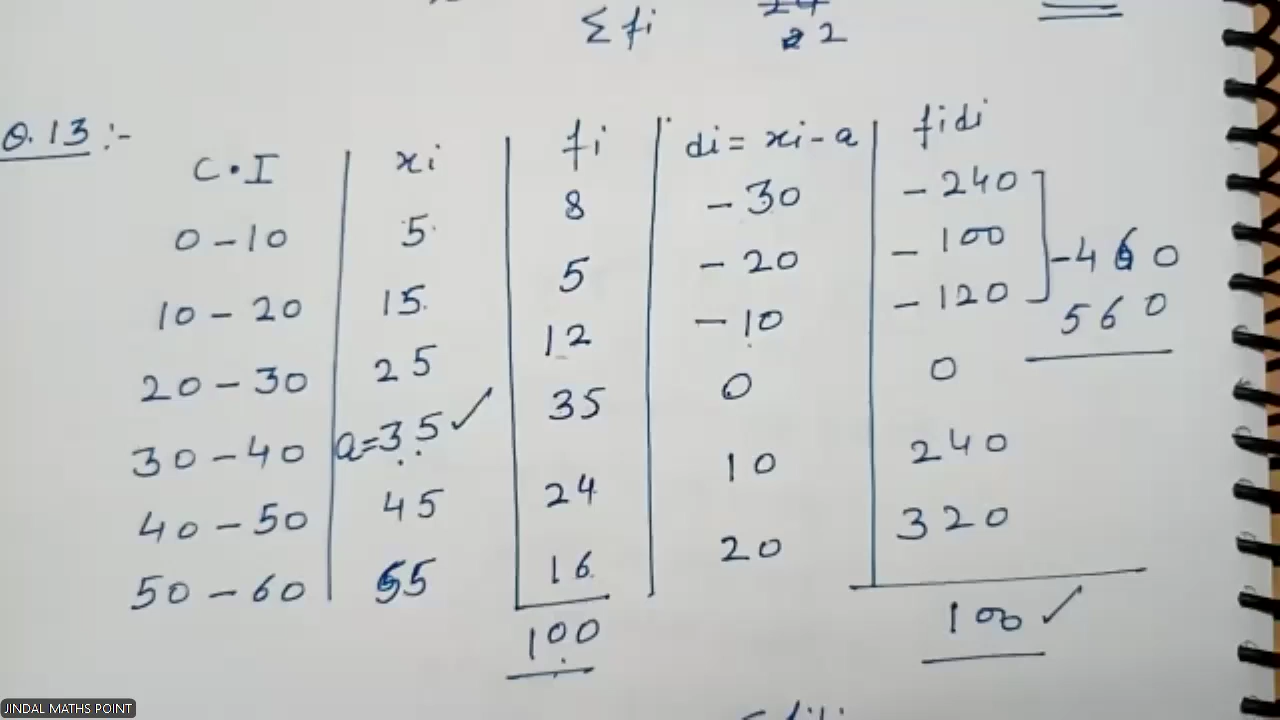 Σfi 24
2
Q.13 :-
C.I xi fi di = xi - a fidi
0 - 10 5 8 - 30 - 240
10 - 20 15 5 - 20 - 100 - 460
20 - 30 25 12 - 10 - 120 560
30 - 40 a=35 ✓ 35 0 0
40 - 50 45 24 10 240
50 - 60 55 16 20 320
100 100 ✓
JINDAL MATHS POINT